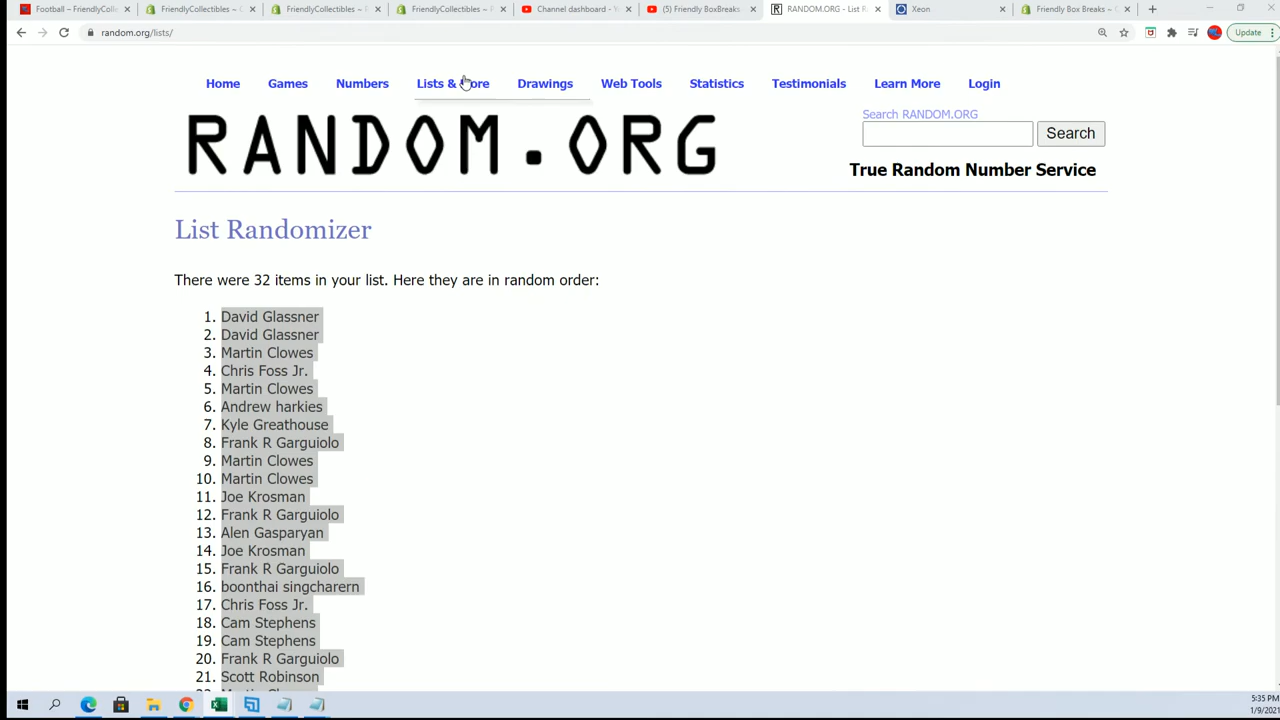 Football – FriendlyColle
FriendlyCollectibles ~ C
FriendlyCollectibles ~
FriendlyCollectibles ~ R
Channel dashboard - Yo
(5) Friendly BoxBreaks
RANDOM.ORG - List R
Xeon
Friendly Box Breaks ~ C
random.org/lists/
Update
Home Games Numbers Lists & More Drawings Web Tools Statistics Testimonials Learn More Login
RANDOM.ORG
Search RANDOM.ORG
Search
True Random Number Service
List Randomizer
There were 32 items in your list. Here they are in random order:
1. David Glassner
2. David Glassner
3. Martin Clowes
4. Chris Foss Jr.
5. Martin Clowes
6. Andrew harkies
7. Kyle Greathouse
8. Frank R Garguiolo
9. Martin Clowes
10. Martin Clowes
11. Joe Krosman
12. Frank R Garguiolo
13. Alen Gasparyan
14. Joe Krosman
15. Frank R Garguiolo
16. boonthai singcharern
17. Chris Foss Jr.
18. Cam Stephens
19. Cam Stephens
20. Frank R Garguiolo
21. Scott Robinson
22. Martin Clowes
5:35 PM
1/9/2021